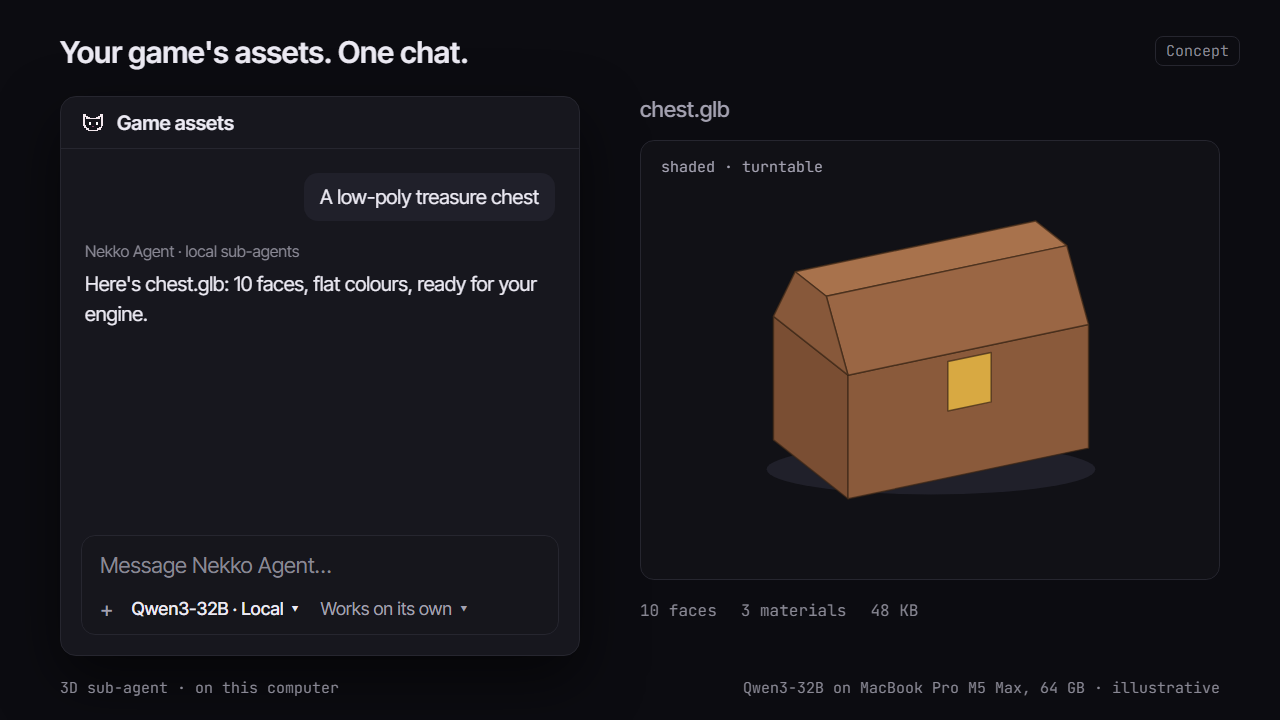 Your game's assets. One chat.
Concept
Game assets
A low-poly treasure chest
Nekko Agent · local sub-agents
Here's chest.glb: 10 faces, flat colours, ready for your
engine.
Message Nekko Agent...
+ Qwen3-32B · Local ▾ Works on its own ▾
chest.glb
shaded · turntable
10 faces 3 materials 48 KB
3D sub-agent · on this computer
Qwen3-32B on MacBook Pro M5 Max, 64 GB · illustrative